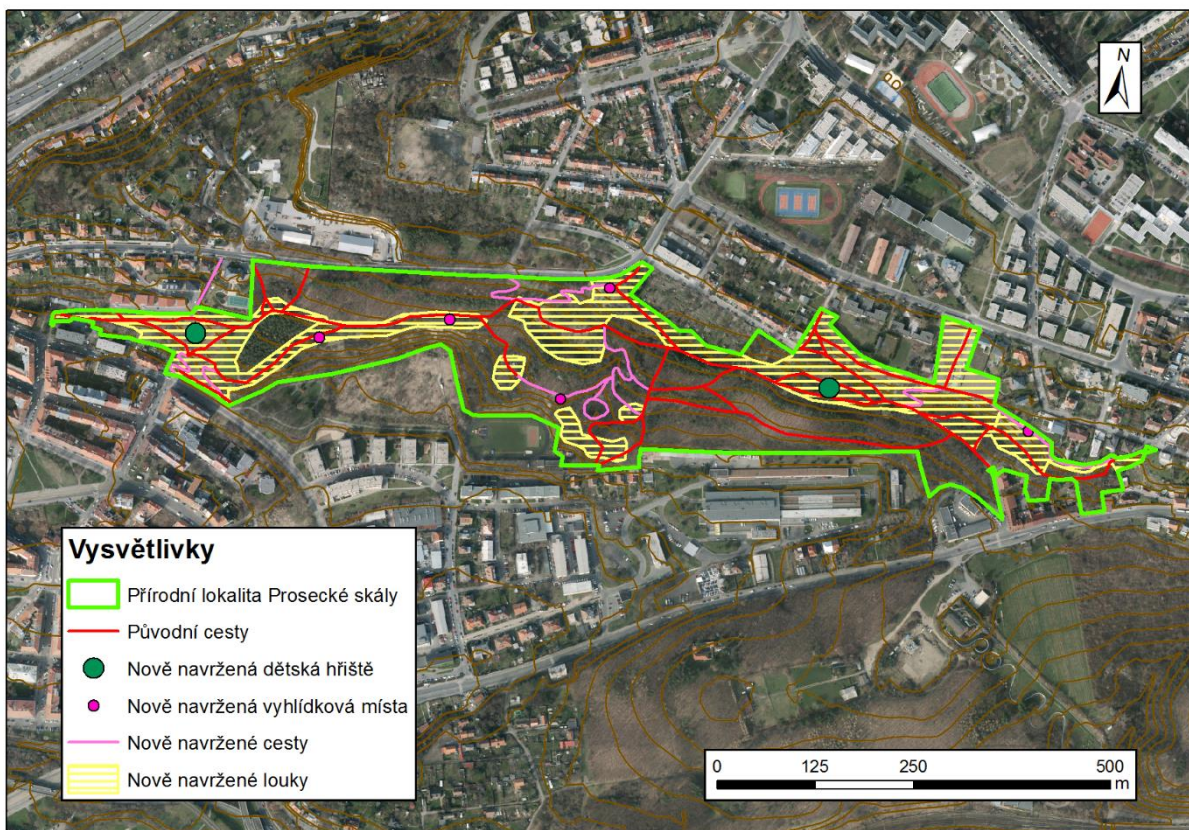 N
Vysvětlivky
Přírodní lokalita Prosecké skály
Původní cesty
Nově navržená dětská hřiště
Nově navržená vyhlídková místa
Nově navržené cesty
Nově navržené louky
0 125 250 500
m